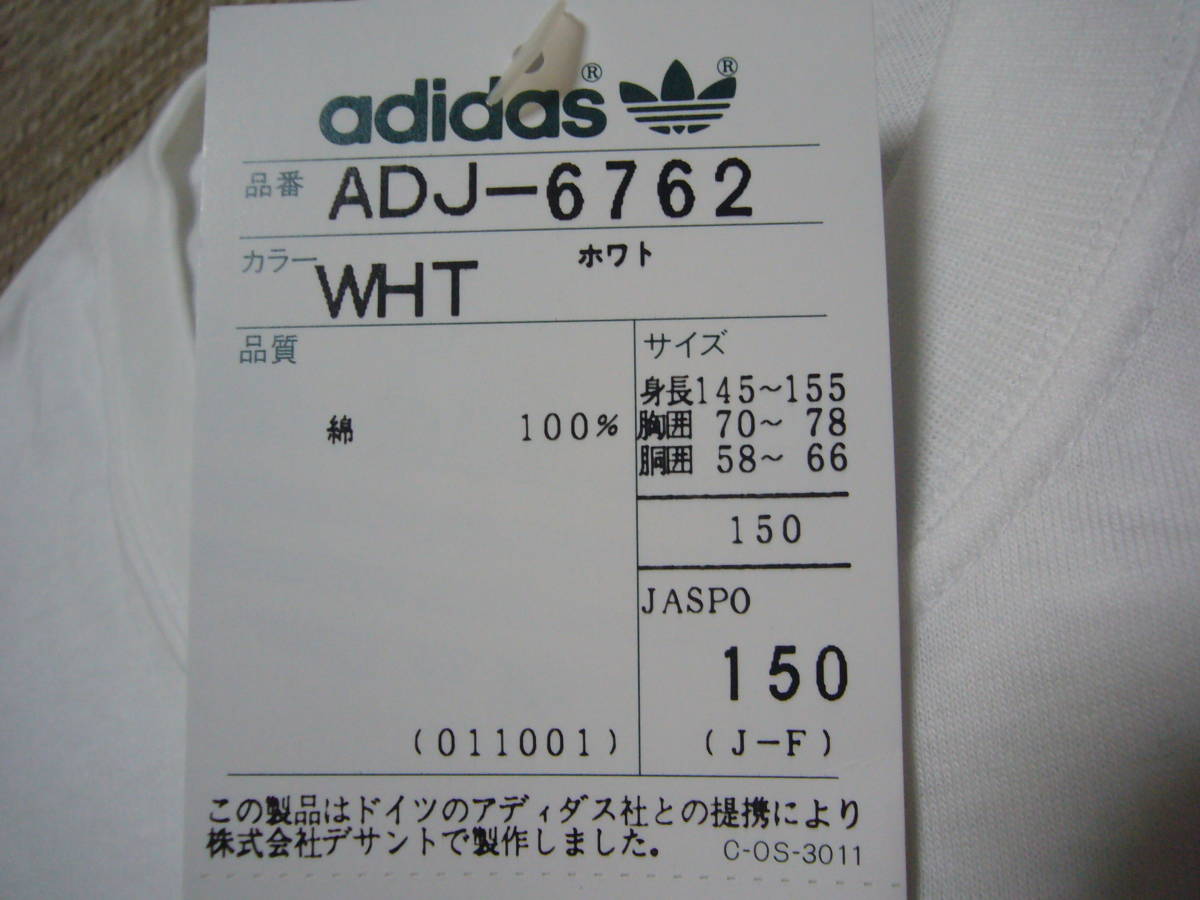 adidas® ®
品番 ADJ-6762
カラー WHT ホワト
品質
綿 100%
(011001)
サイズ
身長145~155
胸囲 70~ 78
胴囲 58~ 66
150
JASPO
150
(J-F)
この製品はドイツのアディダス社との提携により
株式会社デサントで製作しました。 C-OS-3011